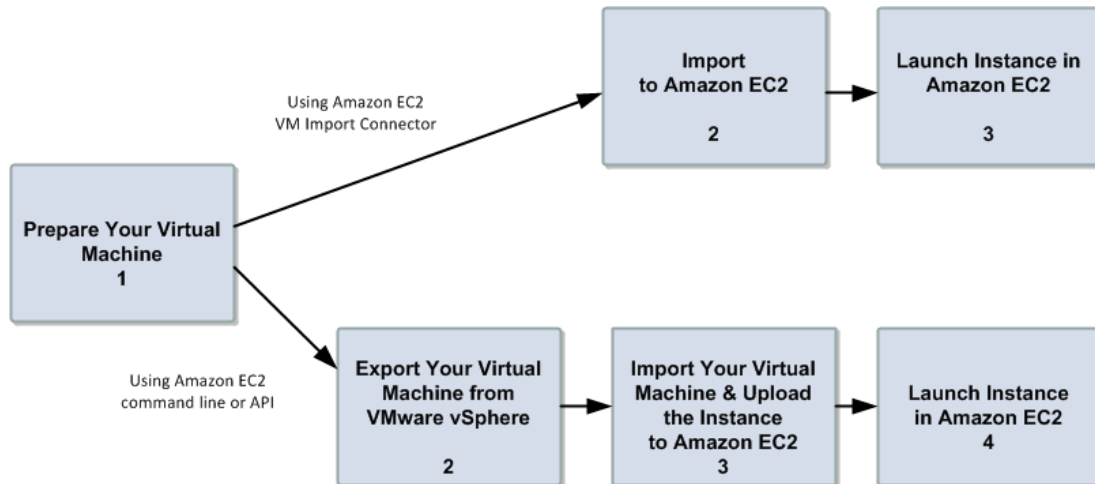 Import
to Amazon EC2
2
Launch Instance in
Amazon EC2
3
Using Amazon EC2
VM Import Connector
Prepare Your Virtual
Machine
1
Using Amazon EC2
command line or API
Export Your Virtual
Machine from
VMware vSphere
2
Import Your Virtual
Machine & Upload
the Instance
to Amazon EC2
3
Launch Instance
in Amazon EC2
4